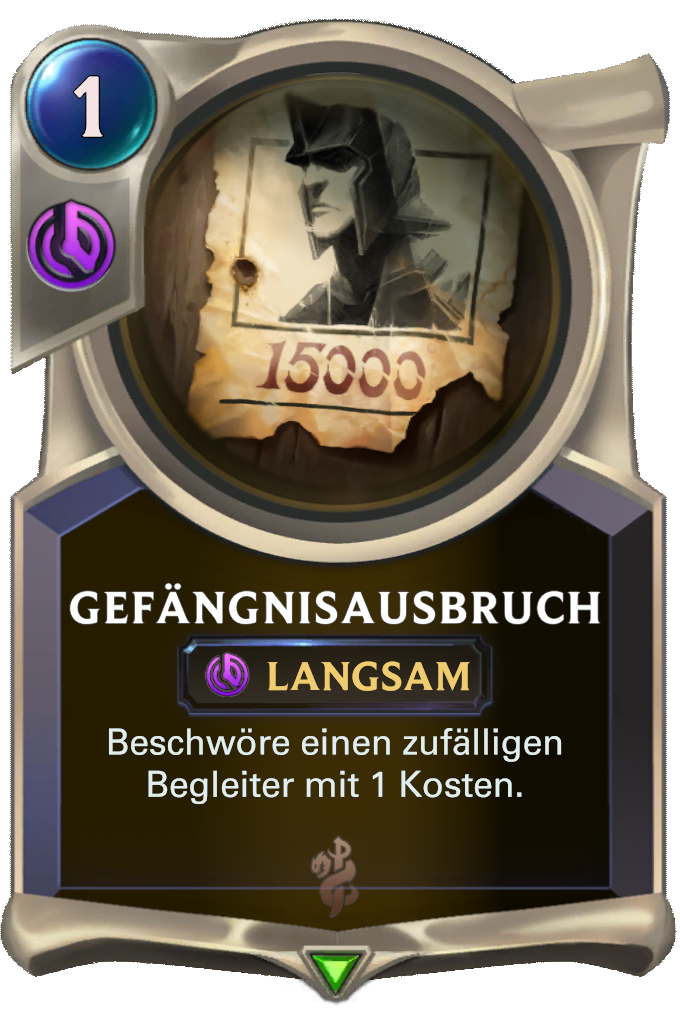 1
15000
GEFÄNGNISAUSBRUCH
LANGSAM
Beschwöre einen zufälligen
Begleiter mit 1 Kosten.